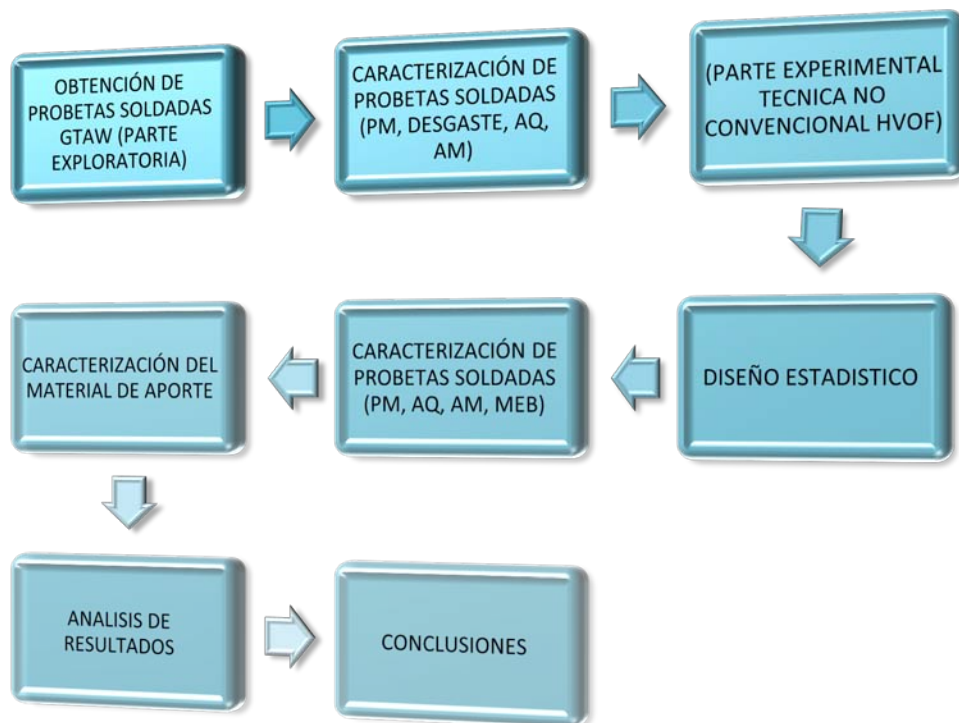 OBTENCIÓN DE
PROBETAS SOLDADAS
GTAW (PARTE
EXPLORATORIA)
CARACTERIZACIÓN DE
PROBETAS SOLDADAS
(PM, DESGASTE, AQ,
AM)
(PARTE EXPERIMENTAL
TECNICA NO
CONVENCIONAL HVOF)
DISEÑO ESTADISTICO
CARACTERIZACIÓN DE
PROBETAS SOLDADAS
(PM, AQ, AM, MEB)
CARACTERIZACIÓN DEL
MATERIAL DE APORTE
ANALISIS DE
RESULTADOS
CONCLUSIONES